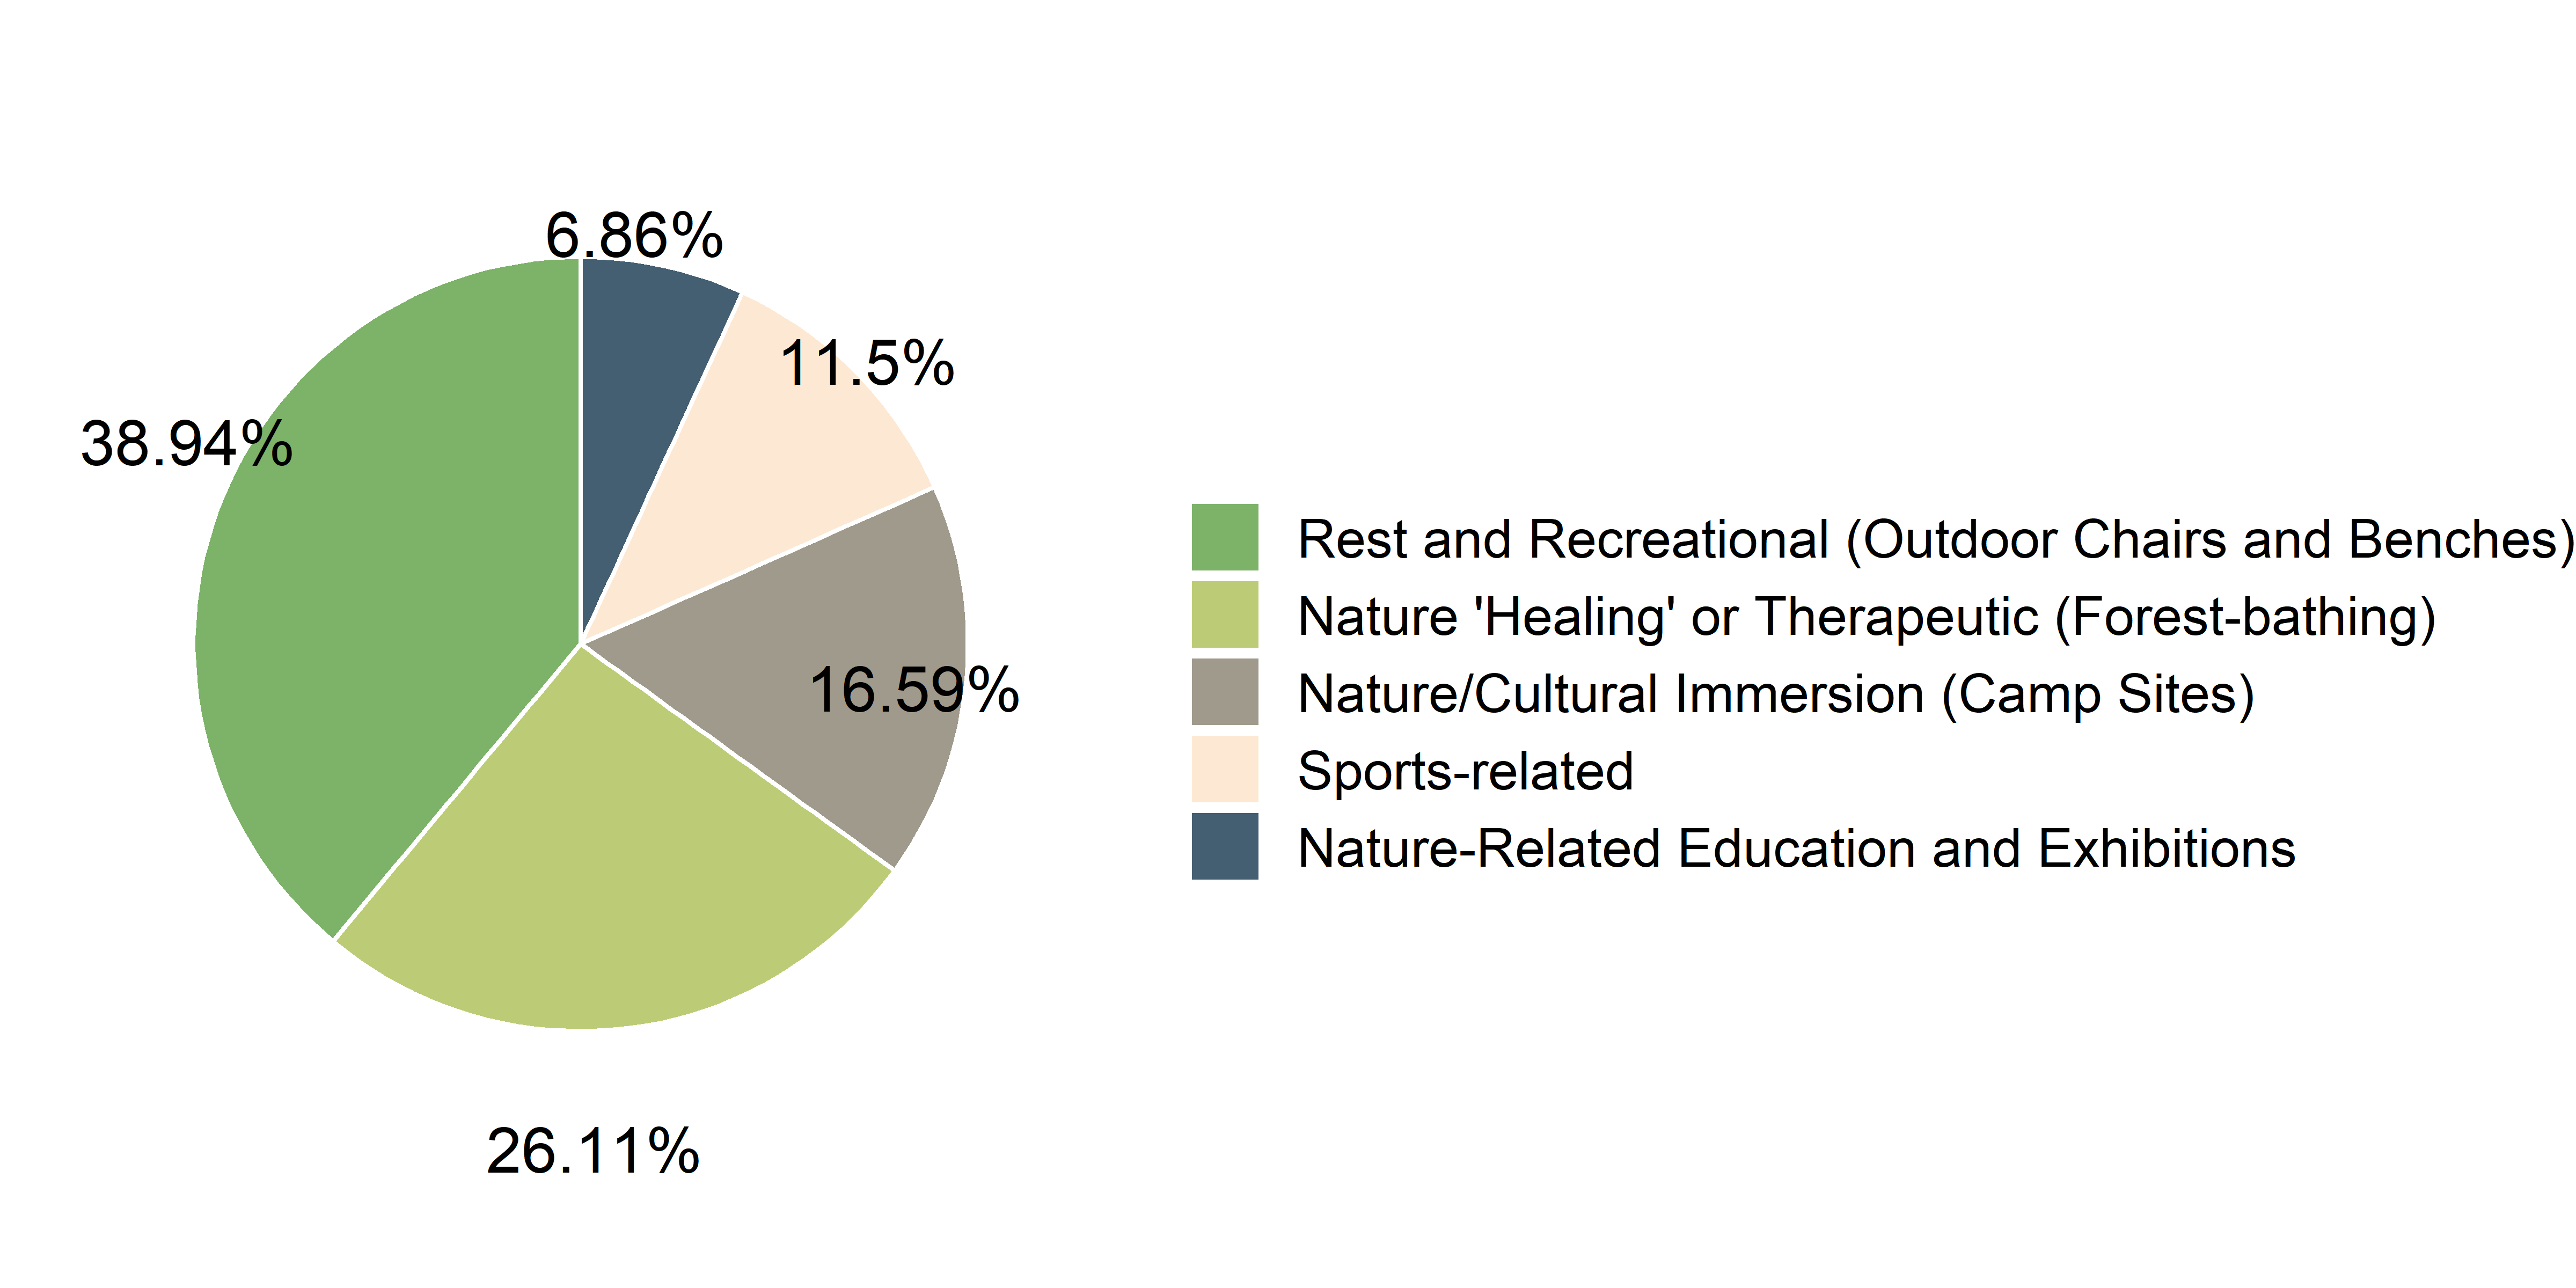 6.86%
11.5%
38.94%
16.59%
26.11%
Rest and Recreational (Outdoor Chairs and Benches)
Nature 'Healing' or Therapeutic (Forest-bathing)
Nature/Cultural Immersion (Camp Sites)
Sports-related
Nature-Related Education and Exhibitions